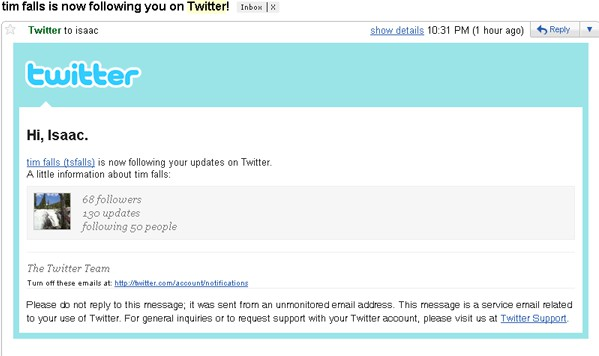 tim falls is now following you on Twitter! Inbox | X
Twitter to isaac show details 10:31 PM (1 hour ago) Reply
twitter
Hi, Isaac.
tim falls (tsfalls) is now following your updates on Twitter.
A little information about tim falls:
68 followers
130 updates
following 50 people
The Twitter Team
Turn off these emails at: http://twitter.com/account/notifications
Please do not reply to this message; it was sent from an unmonitored email address. This message is a service email related
to your use of Twitter. For general inquiries or to request support with your Twitter account, please visit us at Twitter Support.